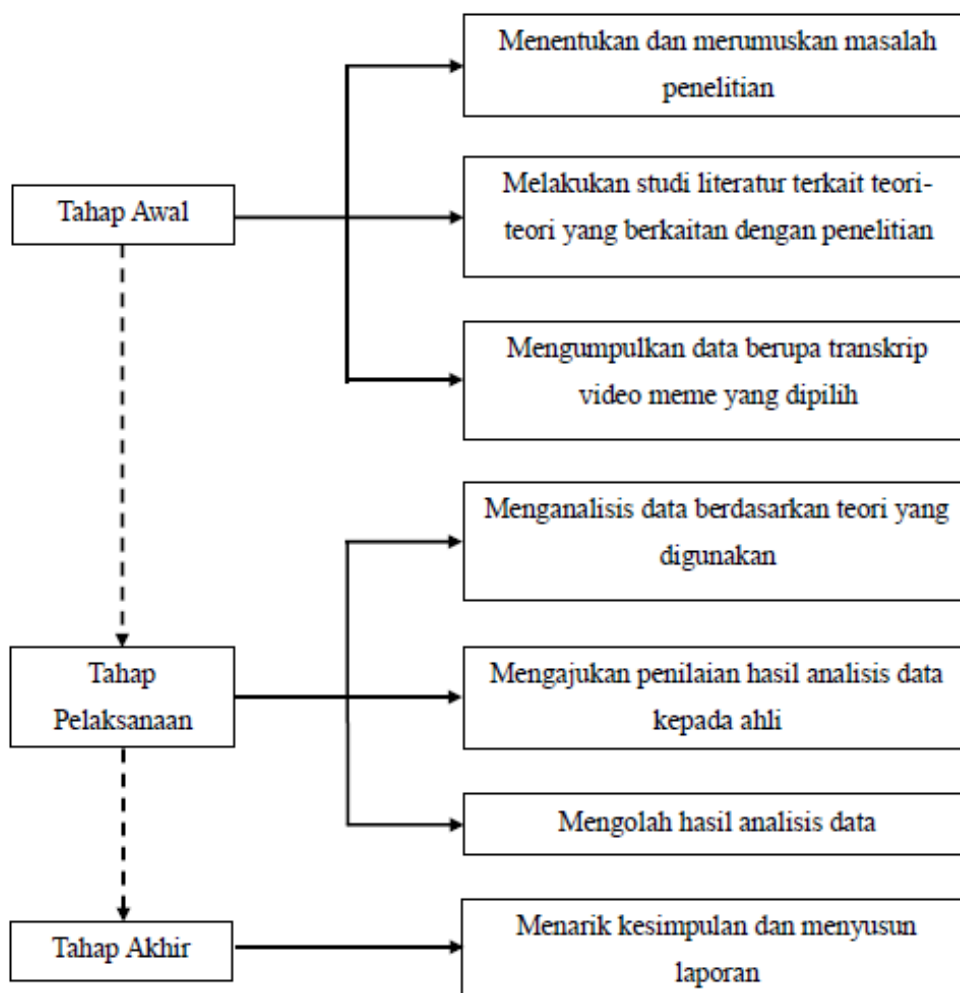 Menentukan dan merumuskan masalah
penelitian
Tahap Awal
Melakukan studi literatur terkait teori-
teori yang berkaitan dengan penelitian
Mengumpulkan data berupa transkrip
video meme yang dipilih
Menganalisis data berdasarkan teori yang
digunakan
Tahap
Pelaksanaan
Mengajukan penilaian hasil analisis data
kepada ahli
Mengolah hasil analisis data
Tahap Akhir
Menarik kesimpulan dan menyusun
laporan